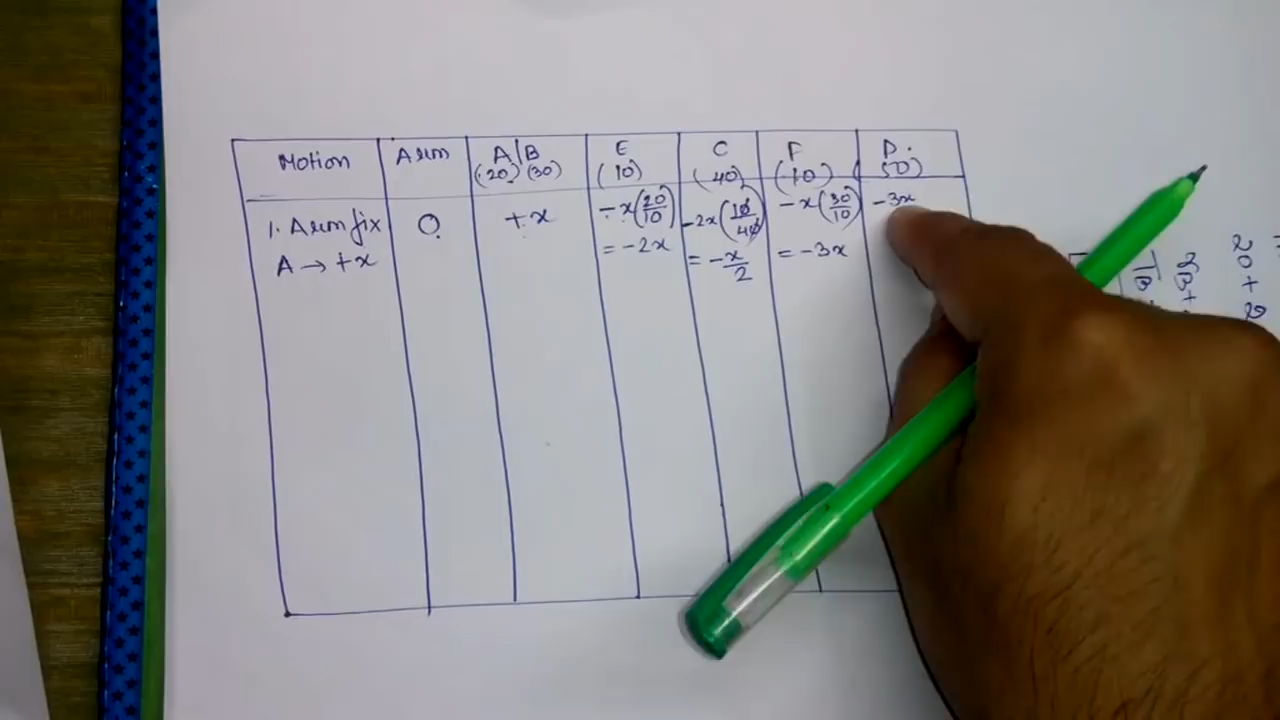 Motion Arm A/B E C F D.
(20) (30) (10) (40) (10) (50)
1. Arm fix 0 +x -x(20/10) -2x(10/40) -x(30/10) -3x
A → +x = -2x = -x/2 = -3x
20 +